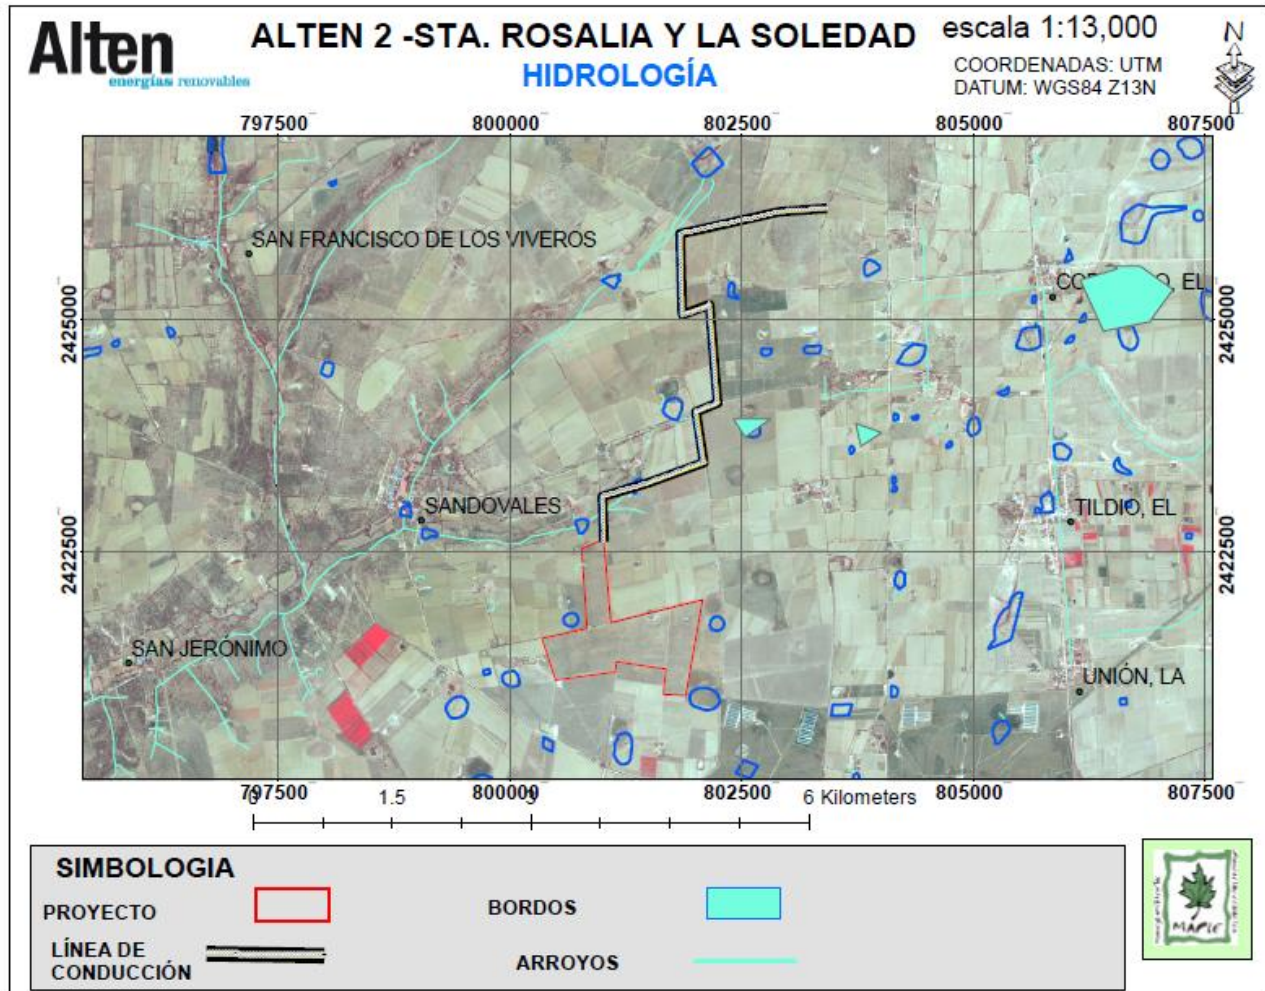 Alten
energías renovables
ALTEN 2 -STA. ROSALIA Y LA SOLEDAD
HIDROLOGÍA
escala 1:13,000
COORDENADAS: UTM
DATUM: WGS84 Z13N
N
797500 800000 802500 805000 807500
SAN FRANCISCO DE LOS VIVEROS
EL
2425000 2425000
SANDOVALES
TILDIO, EL
2422500 2422500
SAN JERÓNIMO
UNIÓN, LA
797500 800000 802500 805000 807500
0 1.5 3 6 Kilometers
SIMBOLOGIA
PROYECTO
BORDOS
LÍNEA DE
CONDUCCIÓN
ARROYOS
MAPLE